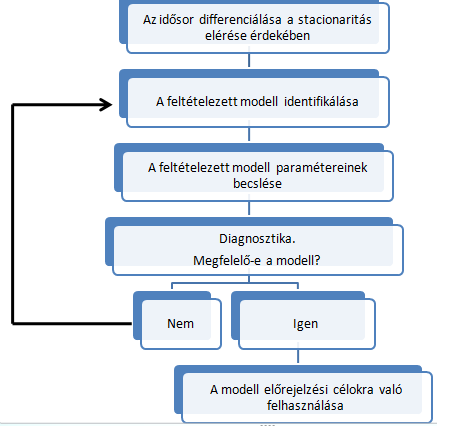 Az idősor differenciálása a stacionaritás
elérése érdekében
A feltételezett modell identifikálása
A feltételezett modell paramétereinek
becslése
Diagnosztika.
Megfelelő-e a modell?
Nem
Igen
A modell előrejelzési célokra való
felhasználása